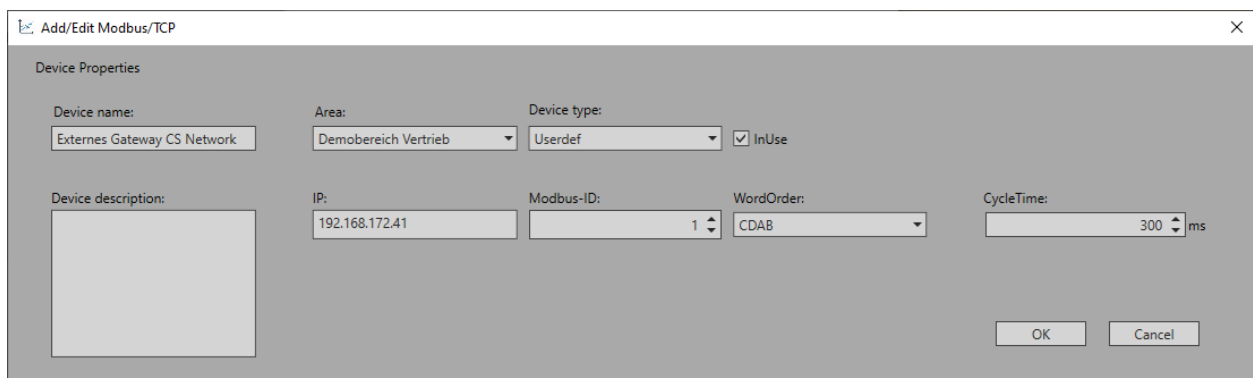 Add/Edit Modbus/TCP
Device Properties
Device name: Area: Device type:
Externes Gateway CS Network Demobereich Vertrieb Userdef InUse
Device description: IP: Modbus-ID: WordOrder: CycleTime:
192.168.172.41 1 CDAB 300 ms
OK Cancel